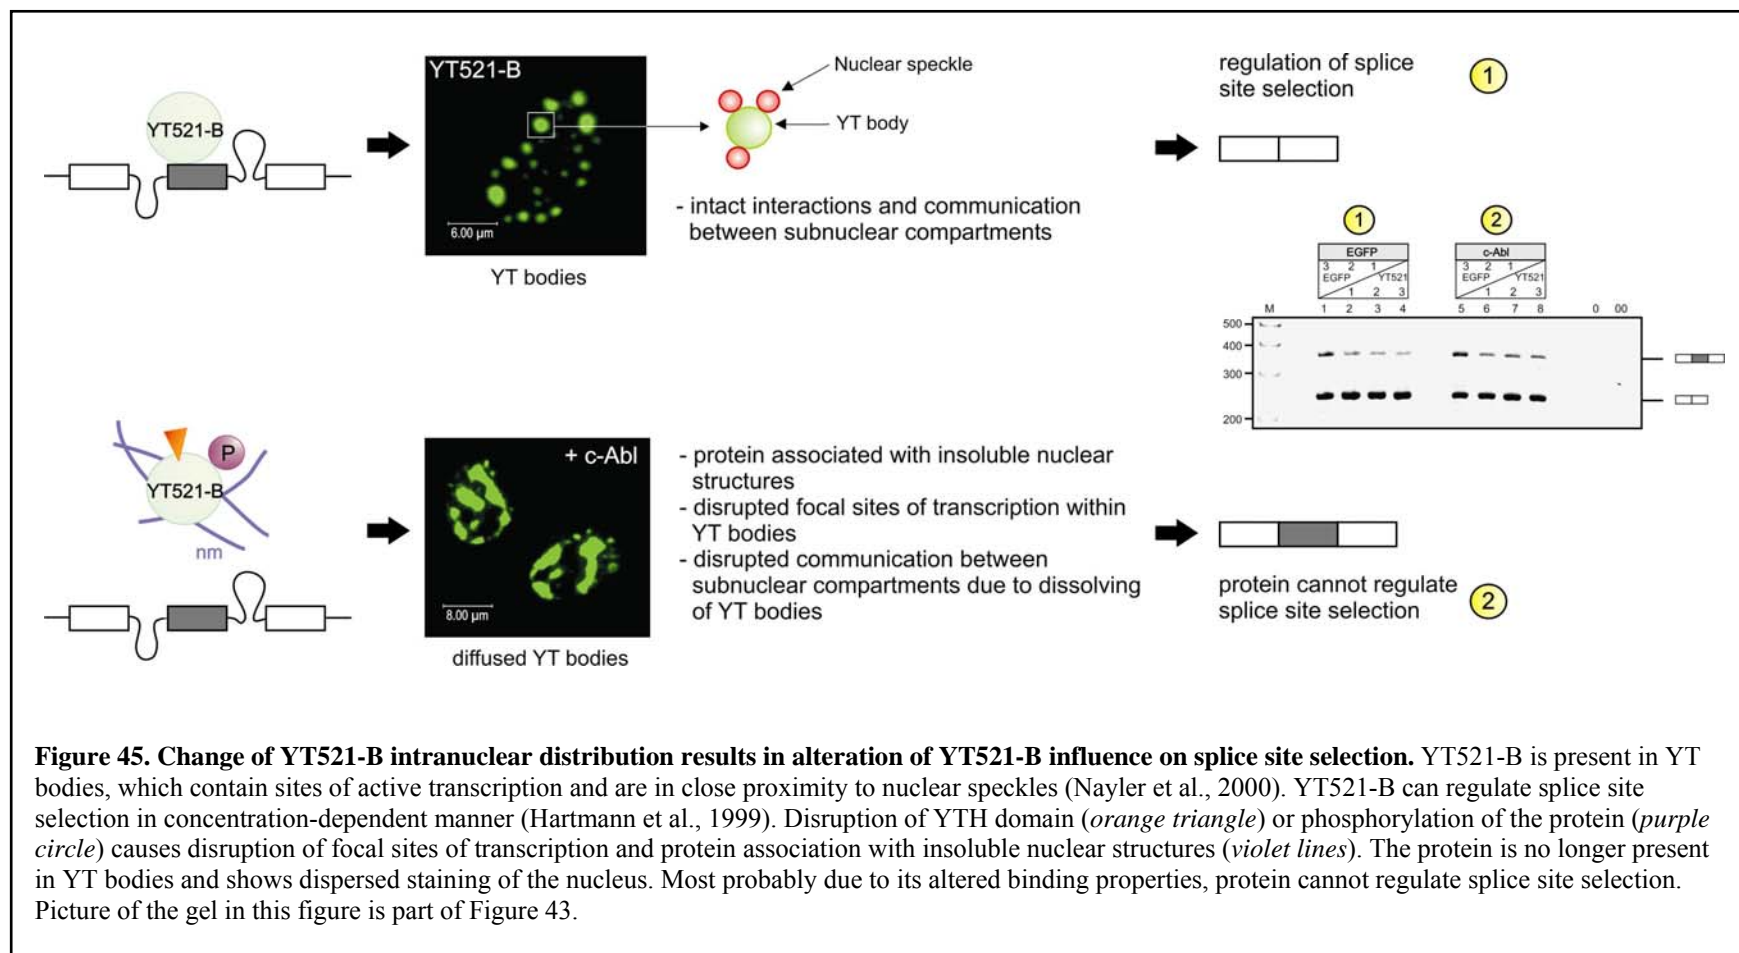 YT521-B
YT521-B
6.00 µm
YT bodies
Nuclear speckle
YT body
- intact interactions and communication
between subnuclear compartments
regulation of splice
site selection
1
1
2
EGFP
c-Abl
3 2 1
3 2 1
EGFP YT521
EGFP YT521
1 2 3
1 2 3
M 1 2 3 4 5 6 7 8 0 00
500
400
300
200
P
YT521-B
nm
+ c-Abl
8.00 µm
diffused YT bodies
- protein associated with insoluble nuclear
structures
- disrupted focal sites of transcription within
YT bodies
- disrupted communication between
subnuclear compartments due to dissolving
of YT bodies
protein cannot regulate
splice site selection
2
Figure 45. Change of YT521-B intranuclear distribution results in alteration of YT521-B influence on splice site selection. YT521-B is present in YT
bodies, which contain sites of active transcription and are in close proximity to nuclear speckles (Nayler et al., 2000). YT521-B can regulate splice site
selection in concentration-dependent manner (Hartmann et al., 1999). Disruption of YTH domain (orange triangle) or phosphorylation of the protein (purple
circle) causes disruption of focal sites of transcription and protein association with insoluble nuclear structures (violet lines). The protein is no longer present
in YT bodies and shows dispersed staining of the nucleus. Most probably due to its altered binding properties, protein cannot regulate splice site selection.
Picture of the gel in this figure is part of Figure 43.